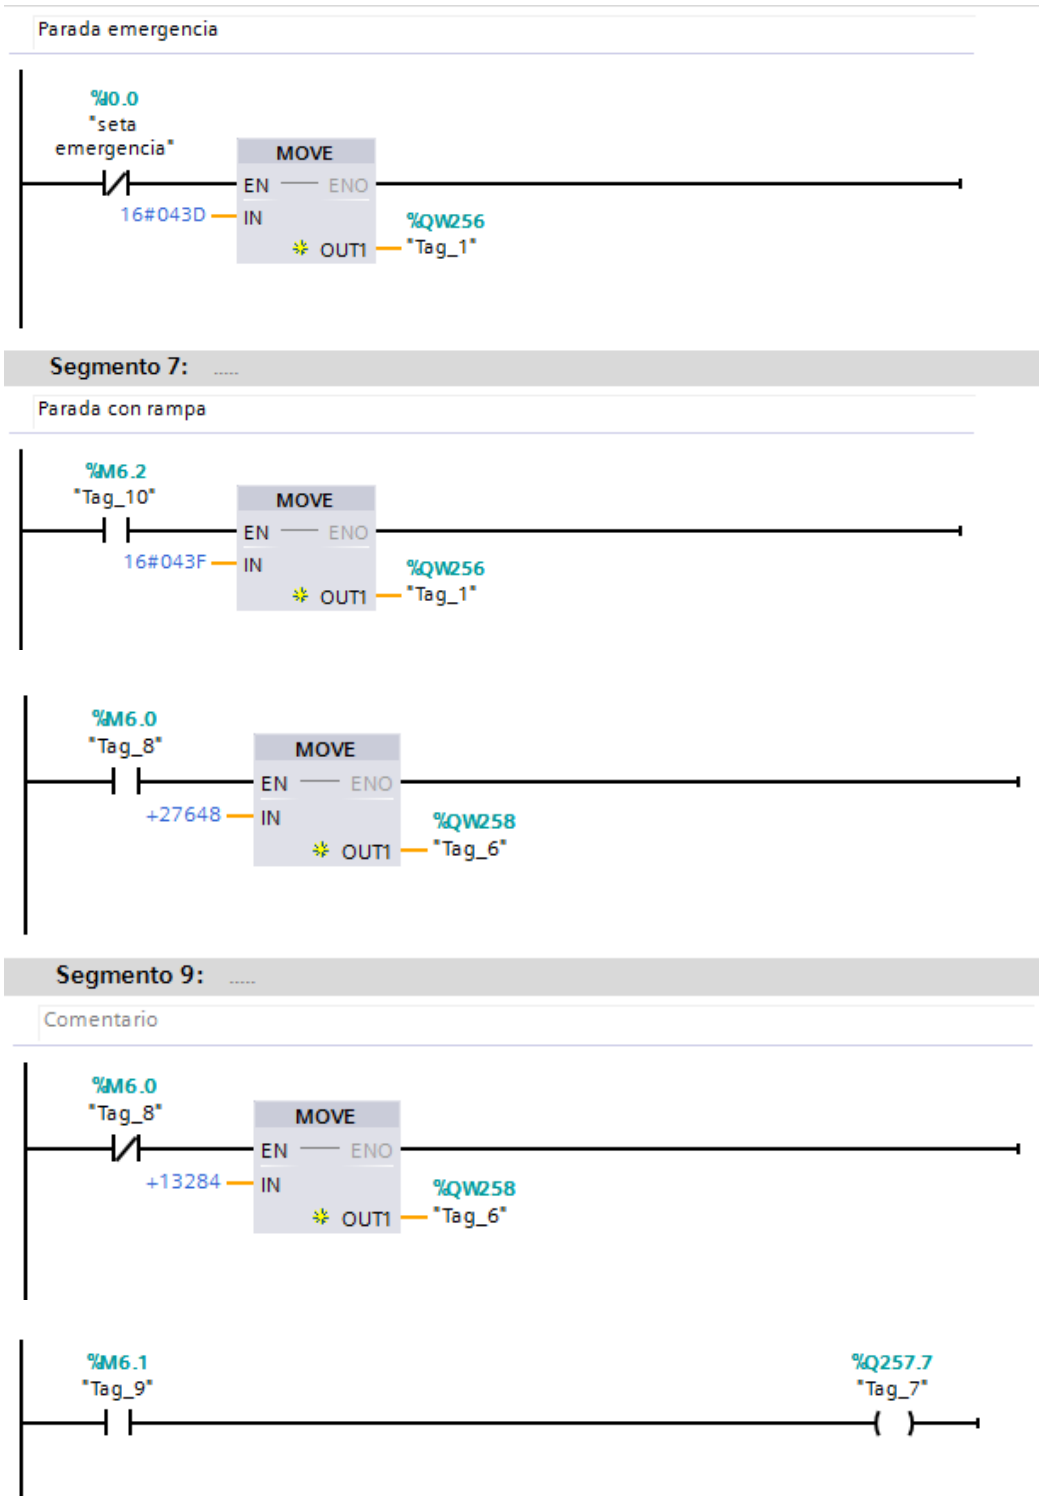 Parada emergencia
%I0.0
"seta
emergencia"
MOVE
EN ENO
16#043D IN
%QW256
OUT1 "Tag_1"
Segmento 7: .....
Parada con rampa
%M6.2
"Tag_10"
MOVE
EN ENO
16#043F IN
%QW256
OUT1 "Tag_1"
%M6.0
"Tag_8"
MOVE
EN ENO
+27648 IN
%QW258
OUT1 "Tag_6"
Segmento 9: .....
Comentario
%M6.0
"Tag_8"
MOVE
EN ENO
+13284 IN
%QW258
OUT1 "Tag_6"
%M6.1 %Q257.7
"Tag_9" "Tag_7"